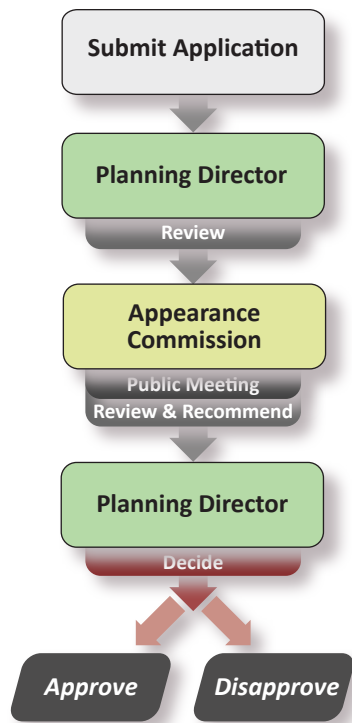 Submit Application
Planning Director
Review
Appearance
Commission
Public Meeting
Review & Recommend
Planning Director
Decide
Approve
Disapprove